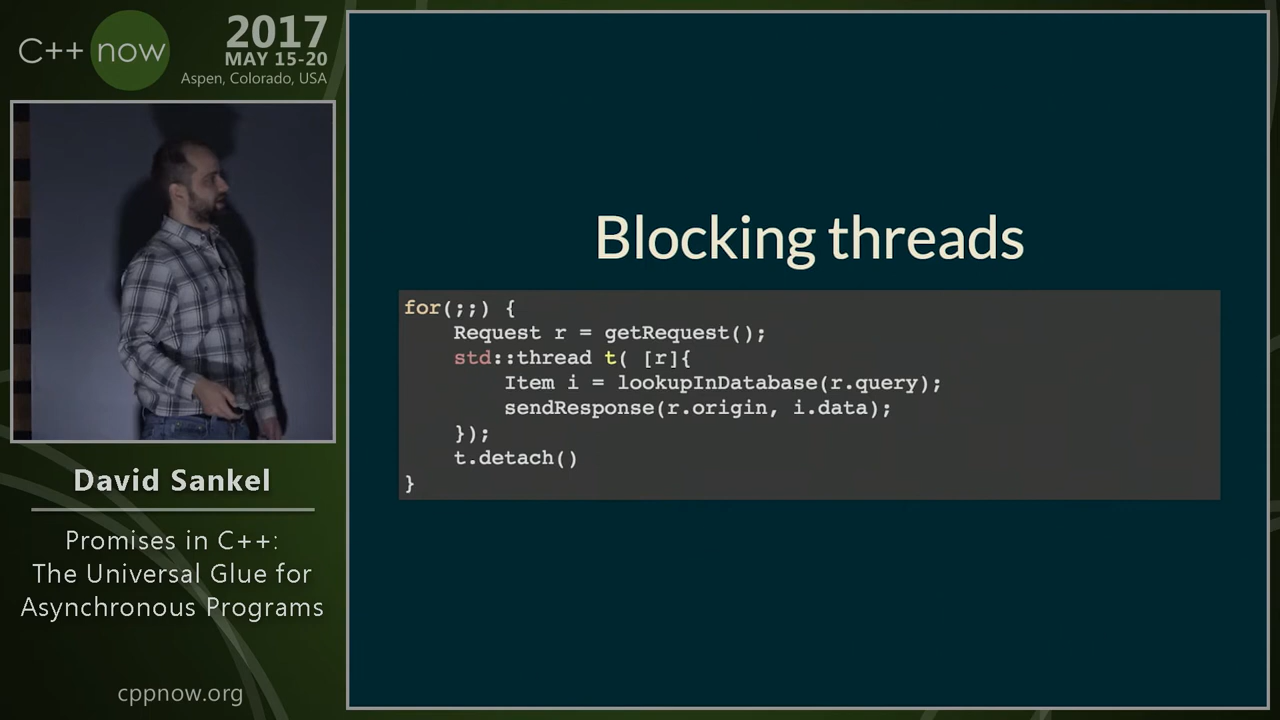 C++ now
2017
MAY 15-20
Aspen, Colorado, USA
David Sankel
Promises in C++:
The Universal Glue for
Asynchronous Programs
cppnow.org
Blocking threads
for(;;) {
    Request r = getRequest();
    std::thread t( [r]{
        Item i = lookupInDatabase(r.query);
        sendResponse(r.origin, i.data);
    });
    t.detach()
}